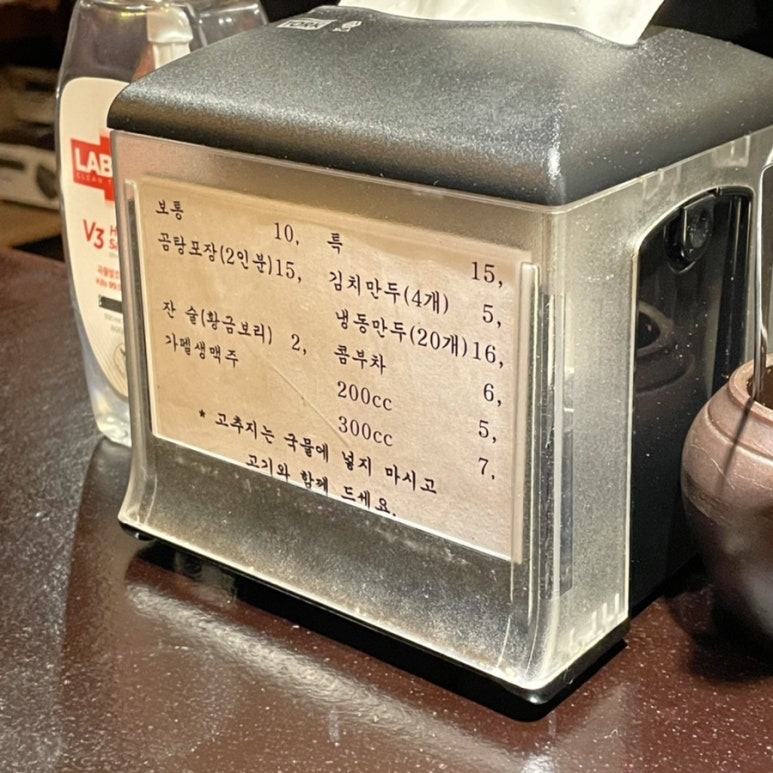 TORK
LAB
CLEAN
V3
보통 10, 특 15,
곰탕포장(2인분)15, 김치만두(4개) 5,
냉동만두(20개)16,
잔 술(황금보리) 2, 콤부차 6,
가펠생맥주 200cc 5,
300cc 7,
* 고추지는 국물에 넣지 마시고
고기와 함께 드세요.